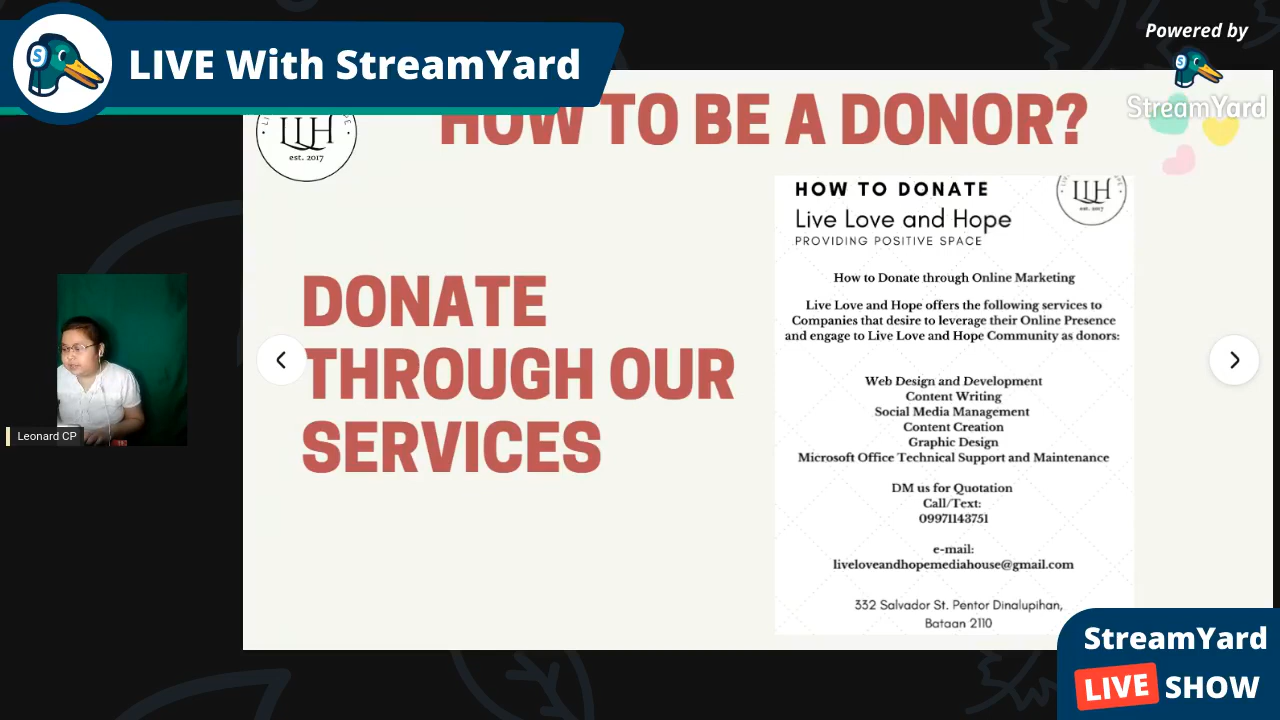 LIVE With StreamYard
Powered by
StreamYard
LLH
est. 2017
HOW TO BE A DONOR?
DONATE
THROUGH OUR
SERVICES
HOW TO DONATE
Live Love and Hope
PROVIDING POSITIVE SPACE
LLH
est. 2017
How to Donate through Online Marketing
Live Love and Hope offers the following services to
Companies that desire to leverage their Online Presence
and engage to Live Love and Hope Community as donors:
Web Design and Development
Content Writing
Social Media Management
Content Creation
Graphic Design
Microsoft Office Technical Support and Maintenance
DM us for Quotation
Call/Text:
09971143751
e-mail:
liveloveandhopemediahouse@gmail.com
332 Salvador St. Pentor Dinalupihan,
Bataan 2110
Leonard CP
StreamYard
LIVE SHOW